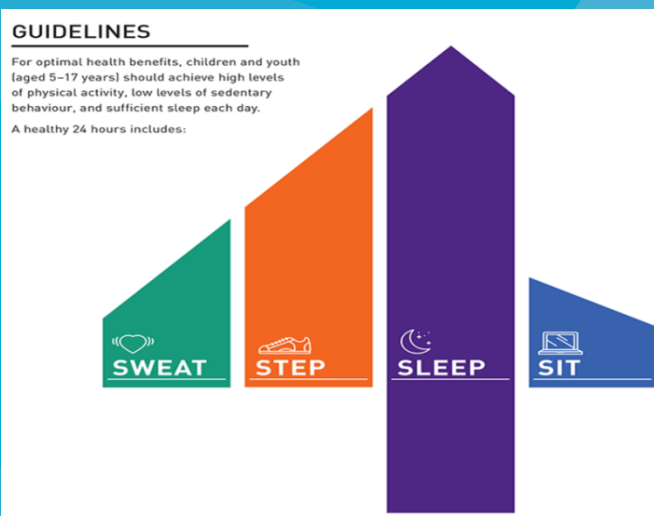 GUIDELINES
For optimal health benefits, children and youth
(aged 5–17 years) should achieve high levels
of physical activity, low levels of sedentary
behaviour, and sufficient sleep each day.
A healthy 24 hours includes:
SWEAT
STEP
SLEEP
SIT